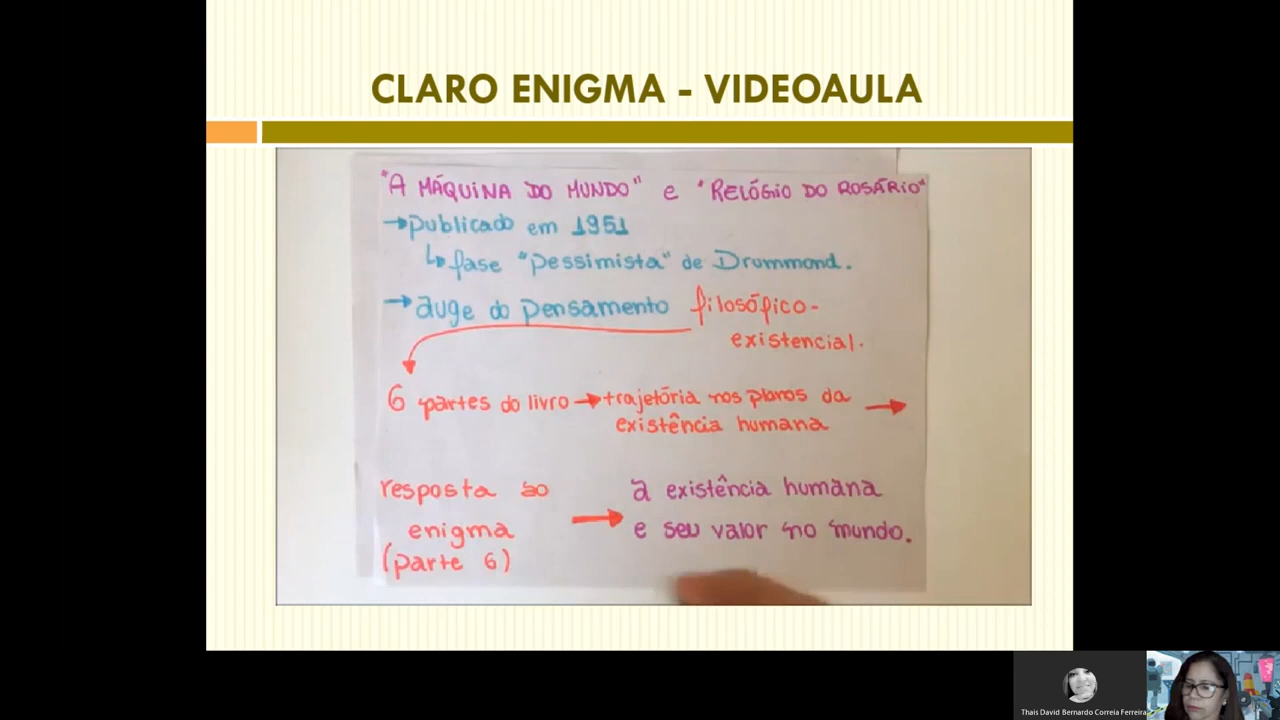 CLARO ENIGMA - VIDEOAULA
"A MÁQUINA DO MUNDO" e "RELÓGIO DO ROSÁRIO"
→publicado em 1951
↳fase "pessimista" de Drummond.
→auge do pensamento filosófico-
existencial.
6 partes do livro→trajetória nos planos da →
existência humana
resposta ao → a existência humana
enigma e seu valor no mundo.
(parte 6)
Thais David Bernardo Correia Ferreira